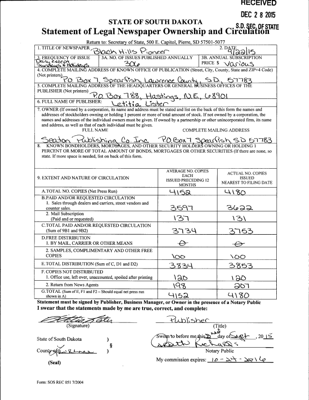 RECEIVED
DEC 28 2015
S.D. SEC. OF STATE
STATE OF SOUTH DAKOTA
Statement of Legal Newspaper Ownership and Circulation
Return to: Secretary of State, 500 E. Capitol, Pierre, SD 57501-5077
1. TITLE OF NEWSPAPER Black Hills Pioneer
2. DATE 9/22/15
3. FREQUENCY OF ISSUE
3A. NO. OF ISSUES PUBLISHED ANNUALLY 306
3B. ANNUAL SUBSCRIPTION PRICE $ various
4. COMPLETE MAILING ADDRESS OF KNOWN OFFICE OF PUBLICATION (Street, City, County, State and ZIP+4 Code)
(Not printers) PO Box 7 Spearfish Lawrence County SD, 57783
5. COMPLETE MAILING ADDRESS OF THE HEADQUARTERS OR GENERAL BUSINESS OFFICES OF THE
PUBLISHER (Not printers) PO Box 788, Hastings, NE, 68901
6. FULL NAME OF PUBLISHER: Letitia Lister
7. OWNER (If owned by a corporation, its name and address must be stated and list on the back of this form the names and
addresses of stockholders owning or holding 1 percent or more of total amount of stock. If not owned by a corporation, the
names and addresses of the individual owners must be given. If owned by a partnership or other unincorporated firm, its name
and address, as well as that of each individual must be given.
FULL NAME COMPLETE MAILING ADDRESS
Seaton Publishing Co Inc. PO Box 7 Spearfish SD 57783
8. KNOWN BONDHOLDERS, MORTGAGES, AND OTHER SECURITY HOLDERS OWNING OR HOLDING 1
PERCENT OR MORE OF TOTAL AMOUNT OF BONDS, MORTGAGES OR OTHER SECURITIES (If there are none, so
state. If more space is needed, list on back of this form.
9. EXTENT AND NATURE OF CIRCULATION
AVERAGE NO. COPIES EACH ISSUED PRECEDING 12 MONTHS
ACTUAL NO. COPIES ISSUED NEAREST TO FILING DATE
A. TOTAL NO. COPIES (Net Press Run) 4152 4180
B. PAID AND/OR REQUESTED CIRCULATION
1. Sales through dealers and carriers, street vendors and
counter sales 3597 3622
2. Mail Subscription
(Paid and or requested) 137 131
C. TOTAL PAID AND/OR REQUESTED CIRCULATION
(Sum of 9B1 and 9B2) 3734 3753
D. FREE DISTRIBUTION
1. BY MAIL, CARRIER OR OTHER MEANS
2. SAMPLES, COMPLIMENTARY AND OTHER FREE
COPIES 100 100
E. TOTAL DISTRIBUTION (Sum of C, D1 and D2) 3834 3853
F. COPIES NOT DISTRIBUTED
1. Office use, left over, unaccounted, spoiled after printing 120 120
2. Return from News Agents 198 207
G. TOTAL (Sum of E, F1 and F2 - Should equal net press run
shown in A) 4152 4180
Statement must be signed by Publisher, Business Manager, or Owner in the presence of a Notary Public
I swear that the statements made by me are true, correct, and complete:
Publisher
(Signature) (Title)
State of South Dakota )
§
County of )
(Seal)
Sworn to before me this day of Sept, 2015
Notary Public
My commission expires: 10-24-2016
Form: SOS REC 051 7/2004